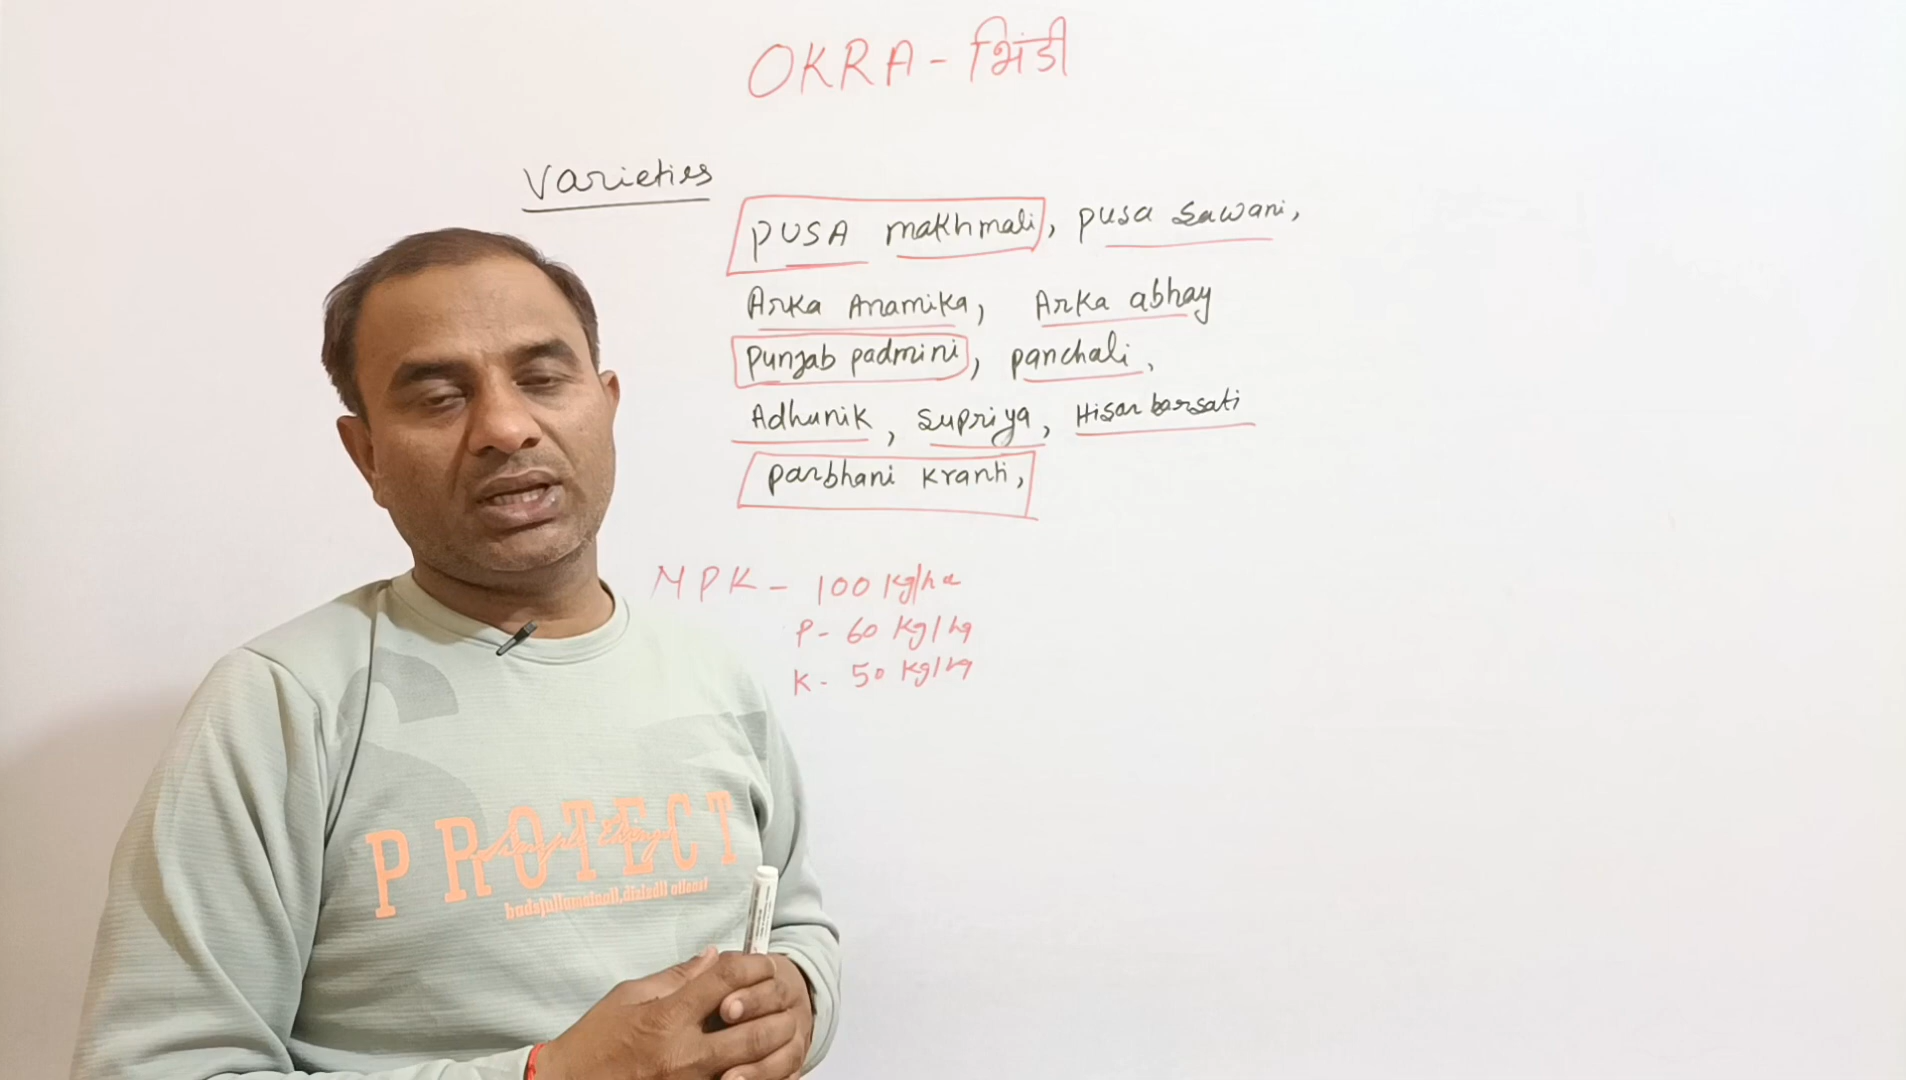 OKRA - भिंडी
Varieties
PUSA makhmali, pusa sawani,
Arka Anamika, Arka abhay
punjab padmini, panchali,
Adhunik, supriya, Hisar barsati
parbhani kranti,
NPK - 100 kg/ha
P - 60 kg/ha
K - 50 kg/ha
PROTECT